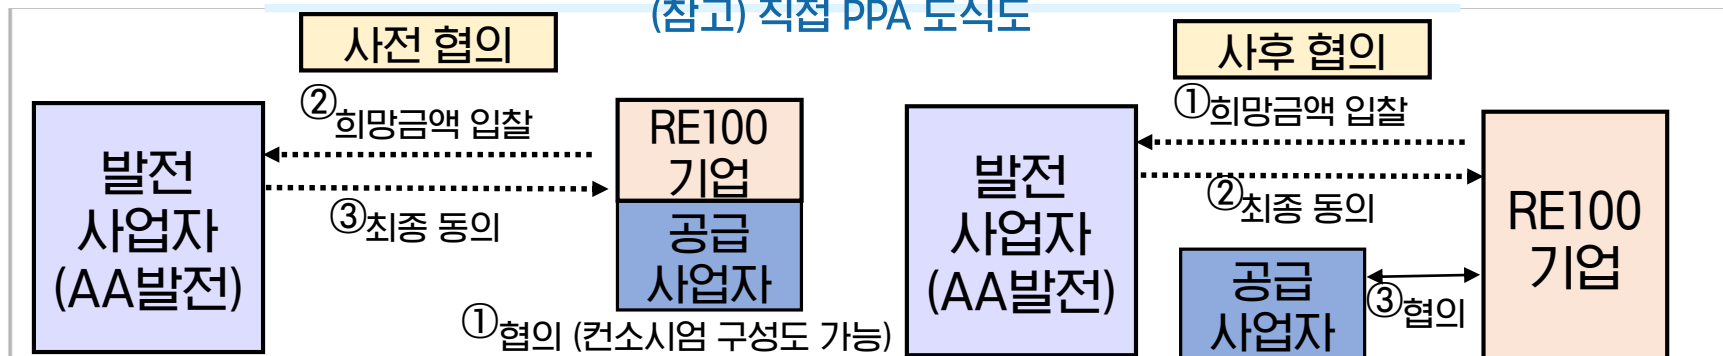 (참고) 직접 PPA 도식도
사전 협의
②희망금액 입찰
발전
사업자
(AA발전)
RE100
기업
③최종 동의
공급
사업자
①협의 (컨소시엄 구성도 가능)
사후 협의
①희망금액 입찰
발전
사업자
(AA발전)
②최종 동의
RE100
기업
공급
사업자
③협의